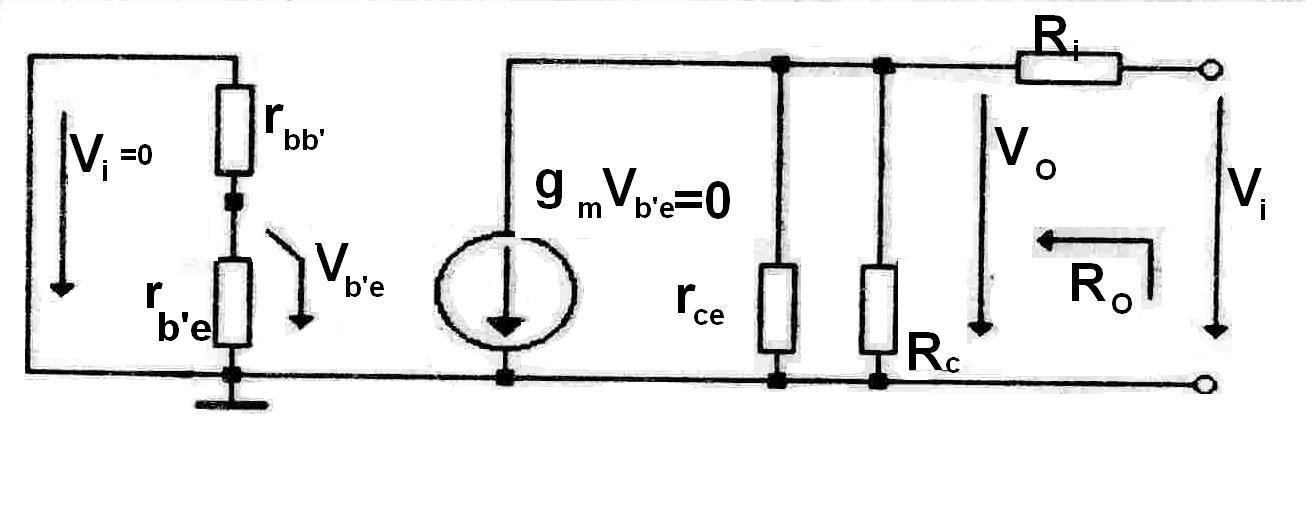 Ri
rbb'
Vi =0
gmVb'e=0
VO
Vi
Vb'e
rb'e
rce
RO
Rc